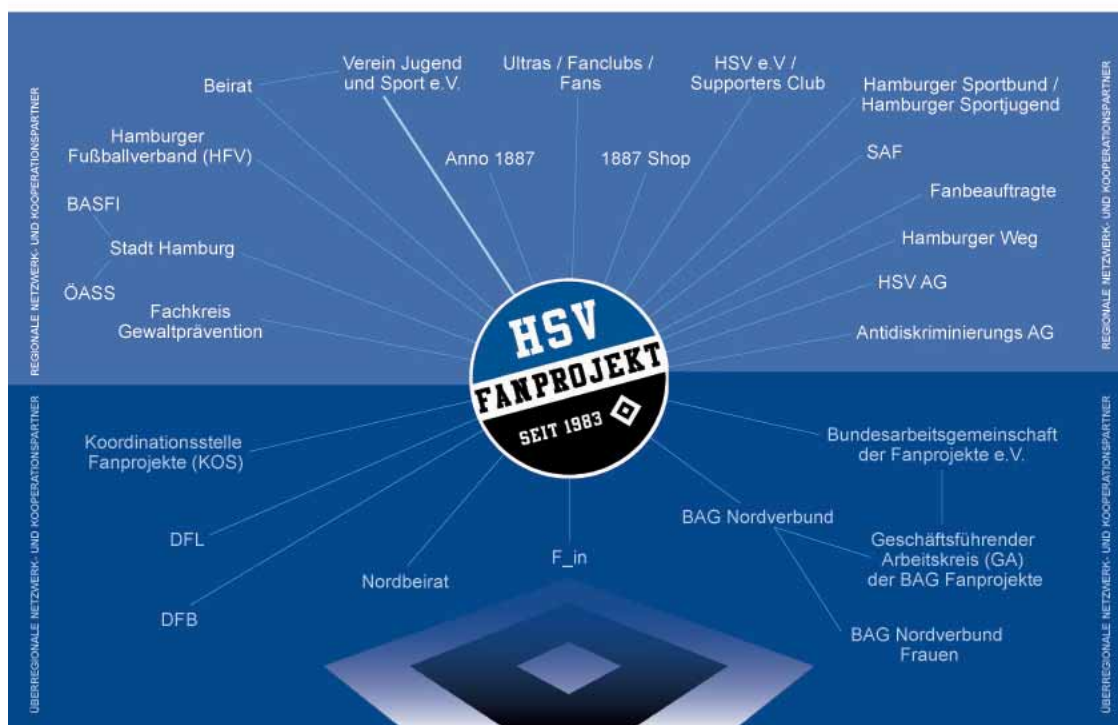 REGIONALE NETZWERK- UND KOOPERATIONSPARTNER
Beirat
Verein Jugend
und Sport e.V.
Ultras / Fanclubs /
Fans
HSV e.V /
Supporters Club
Hamburger Sportbund /
Hamburger Sportjugend
Hamburger
Fußballverband (HFV)
Anno 1887
1887 Shop
SAF
BASFI
Fanbeauftragte
Stadt Hamburg
Hamburger Weg
ÖASS
HSV AG
Fachkreis
Gewaltprävention
Antidiskriminierungs AG
REGIONALE NETZWERK- UND KOOPERATIONSPARTNER
HSV
FANPROJEKT
SEIT 1983
ÜBERREGIONALE NETZWERK- UND KOOPERATIONSPARTNER
Koordinationsstelle
Fanprojekte (KOS)
Bundesarbeitsgemeinschaft
der Fanprojekte e.V.
DFL
BAG Nordverbund
Geschäftsführender
Arbeitskreis (GA)
der BAG Fanprojekte
F_in
Nordbeirat
DFB
BAG Nordverbund
Frauen
ÜBERREGIONALE NETZWERK- UND KOOPERATIONSPARTNER